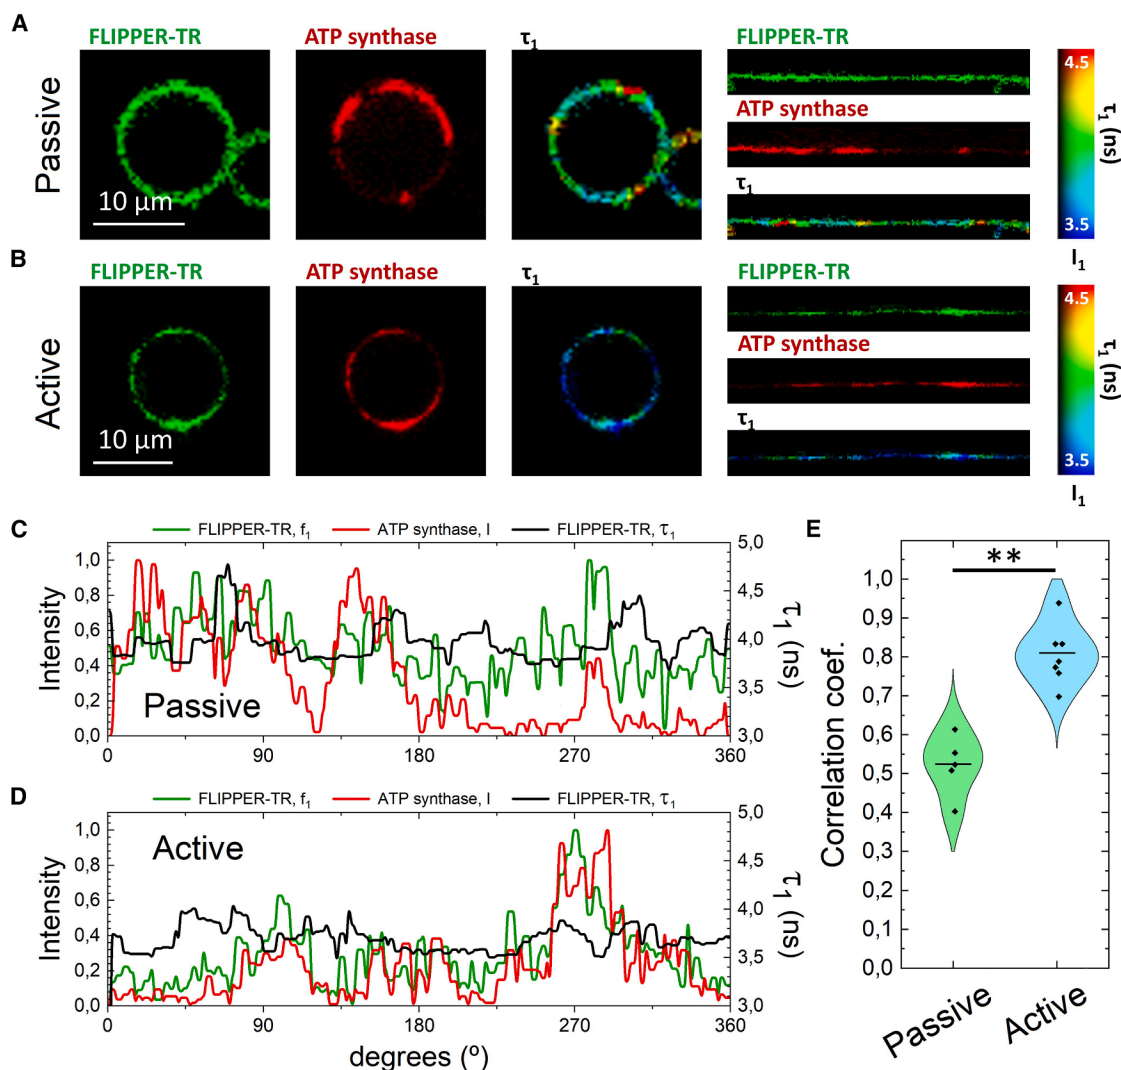 A
FLIPPER-TR
ATP synthase
τ1
FLIPPER-TR
Passive
10 µm
ATP synthase
τ1
4.5
τ1 (ns)
3.5
I1
B
FLIPPER-TR
ATP synthase
τ1
FLIPPER-TR
Active
10 µm
ATP synthase
τ1
4.5
τ1 (ns)
3.5
I1
C
FLIPPER-TR, f1 ATP synthase, I FLIPPER-TR, τ1
Intensity
1,0
0,8
0,6
0,4
0,2
0,0
Passive
5,0
4,5
4,0
3,5
3,0
τ1 (ns)
0 90 180 270 360
D
FLIPPER-TR, f1 ATP synthase, I FLIPPER-TR, τ1
Intensity
1,0
0,8
0,6
0,4
0,2
0,0
Active
5,0
4,5
4,0
3,5
3,0
τ1 (ns)
0 90 180 270 360
degrees (º)
E
**
Correlation coef.
1,0
0,9
0,8
0,7
0,6
0,5
0,4
0,3
0,2
0,1
0,0
Passive
Active